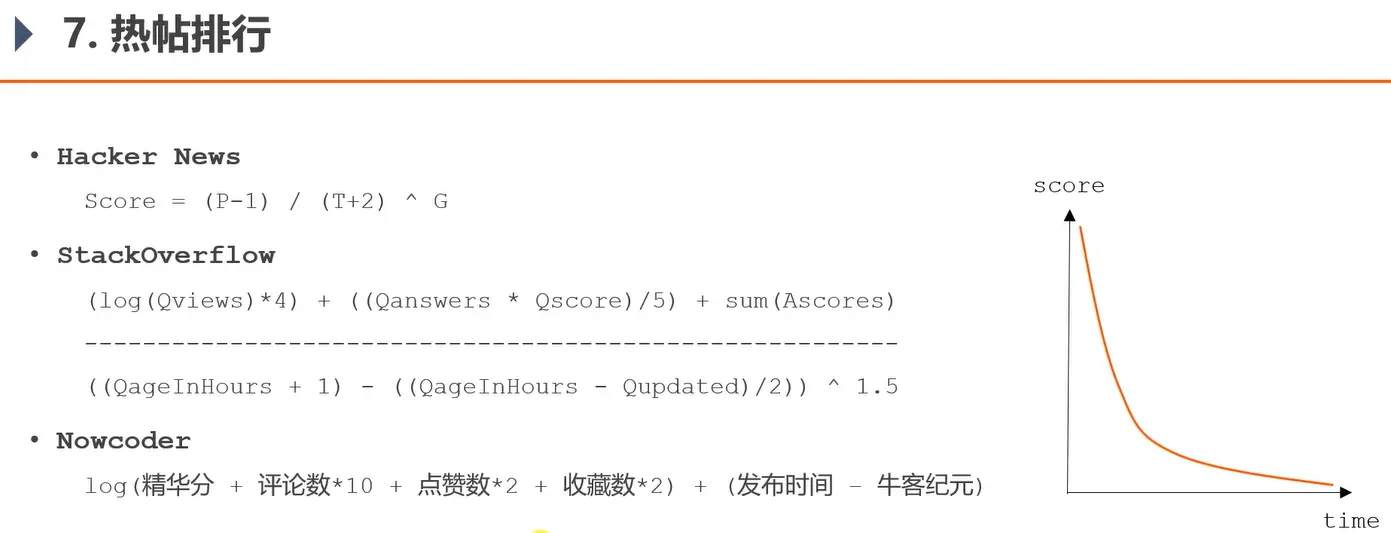 7. 热帖排行
• Hacker News
Score = (P-1) / (T+2) ^ G
• StackOverflow
(log(Qviews)*4) + ((Qanswers * Qscore)/5) + sum(Ascores)
--------------------------------------------------------
((QageInHours + 1) - ((QageInHours - Qupdated)/2)) ^ 1.5
• Nowcoder
log(精华分 + 评论数*10 + 点赞数*2 + 收藏数*2) + (发布时间 – 牛客纪元)
score
time